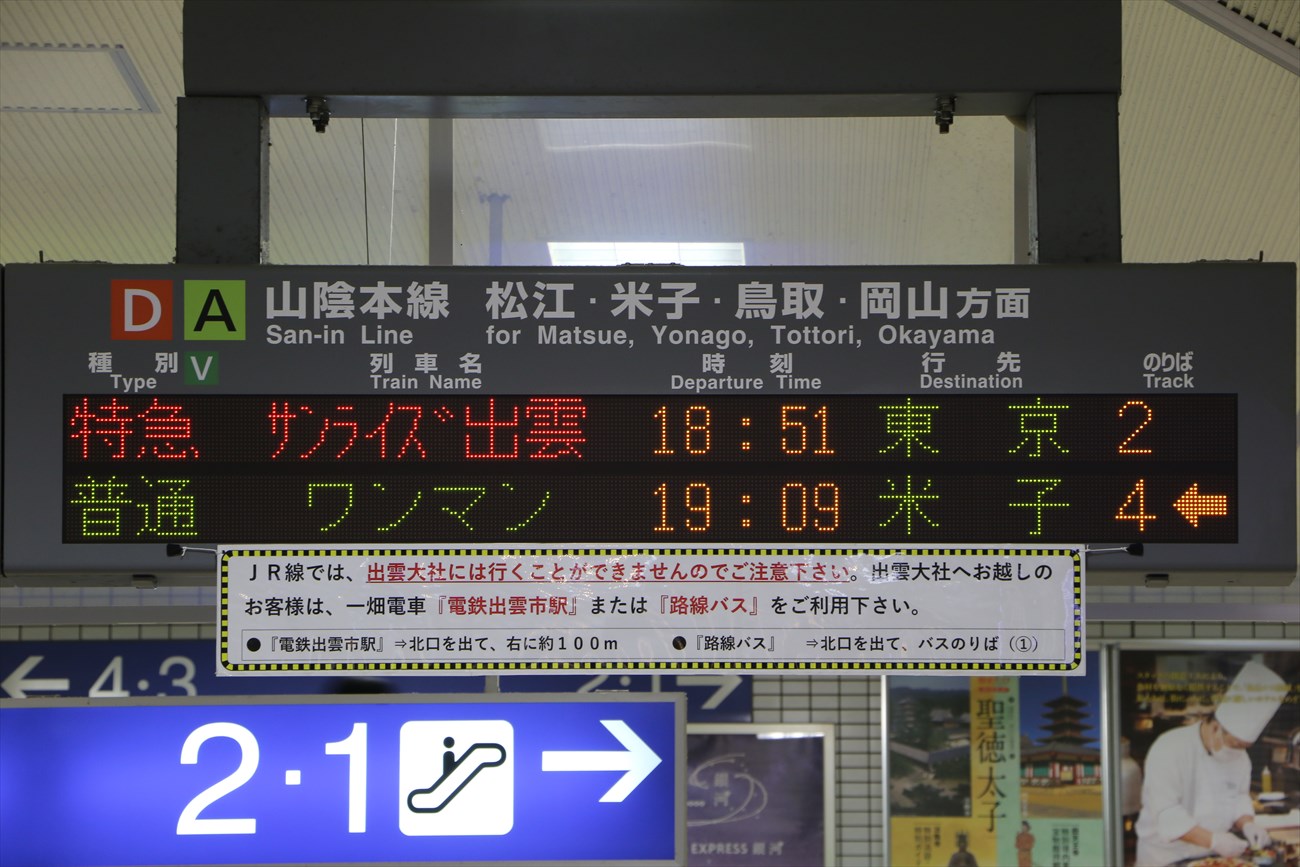 D A 山陰本線 松江・米子・鳥取・岡山方面
San-in Line for Matsue, Yonago, Tottori, Okayama
種別 V 列車名 時刻 行先 のりば
Type Train Name Departure Time Destination Track
特急 サンライズ出雲 18:51 東京 2
普通 ワンマン 19:09 米子 4 ←
JR線では、出雲大社には行くことができませんのでご注意下さい。出雲大社へお越しの
お客様は、一畑電車『電鉄出雲市駅』または『路線バス』をご利用下さい。
●『電鉄出雲市駅』⇒北口を出て、右に約100m ●『路線バス』 ⇒北口を出て、バスのりば(①)
← 4・3 2・1 →
2・1 →
聖徳太子
銀河
EXPRESS 銀河